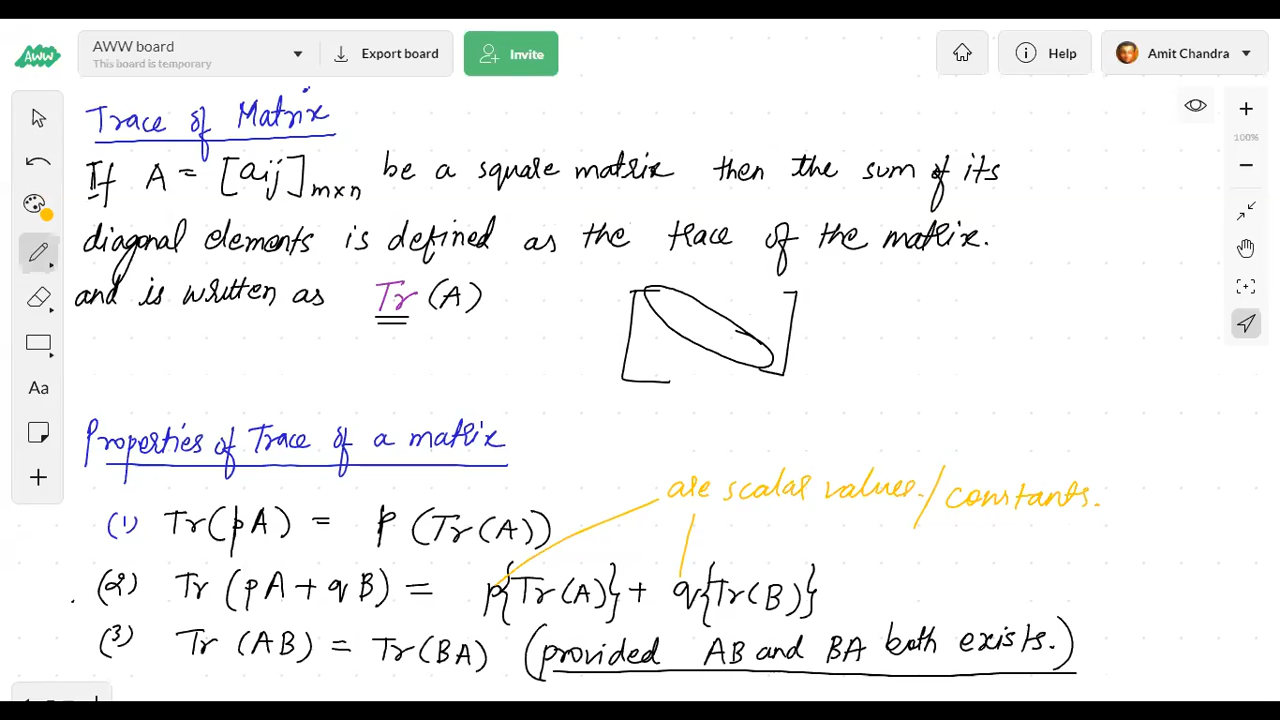 AWW
AWW board
This board is temporary
Export board
Invite
Help
Amit Chandra
100%
Aa
Trace of Matrix
If A = [aij]m×n be a square matrix then the sum of its
diagonal elements is defined as the trace of the matrix.
and is written as Tr (A)
Properties of Trace of a matrix
are scalar values./constants.
(1) Tr(pA) = p (Tr(A))
(2) Tr (pA + qB) = p{Tr(A)} + q{Tr(B)}
(3) Tr (AB) = Tr(BA) (provided AB and BA both exists.)